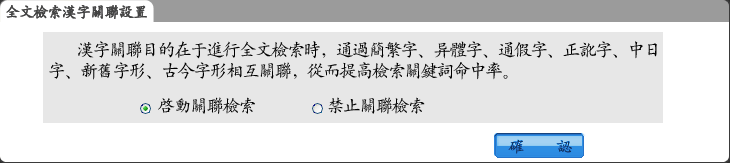 全文檢索漢字關聯設置
漢字關聯目的在于進行全文檢索時，通過簡繁字、异體字、通假字、正訛字、中日
字、新舊字形、古今字形相互關聯，從而提高檢索關鍵詞命中率。
啓動關聯檢索 禁止關聯檢索
確 認